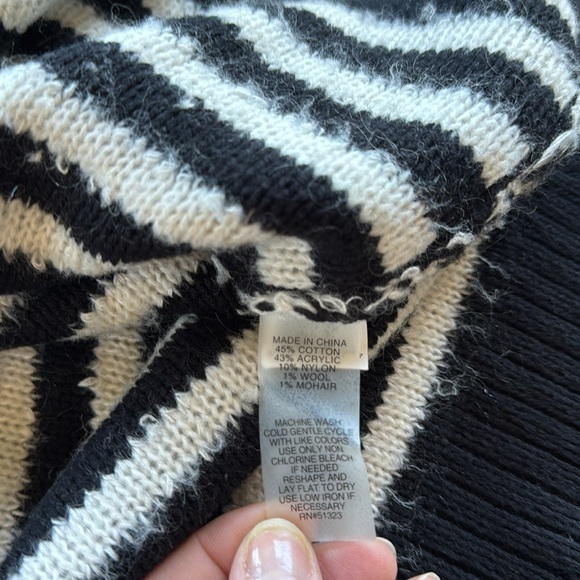 MADE IN CHINA
45% COTTON
43% ACRYLIC
10% NYLON
1% WOOL
1% MOHAIR
MACHINE WASH
COLD GENTLE CYCLE
WITH LIKE COLORS
USE ONLY NON
CHLORINE BLEACH
IF NEEDED
RESHAPE AND
LAY FLAT TO DRY
USE LOW IRON IF
NECESSARY
RN#51323